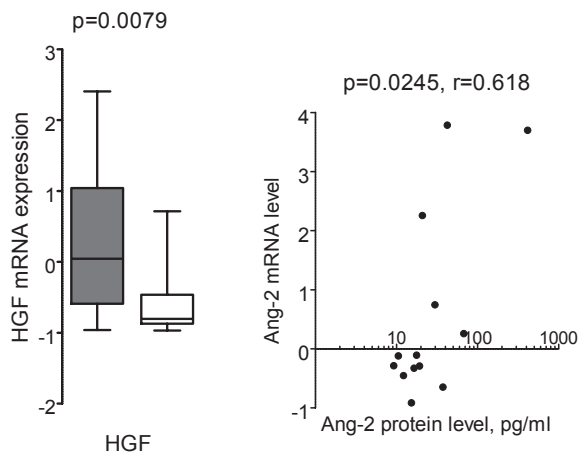 p=0.0079
3
2
1
0
-1
-2
HGF mRNA expression
HGF
p=0.0245, r=0.618
4
3
2
1
0
-1
Ang-2 mRNA level
10 100 1000
Ang-2 protein level, pg/ml